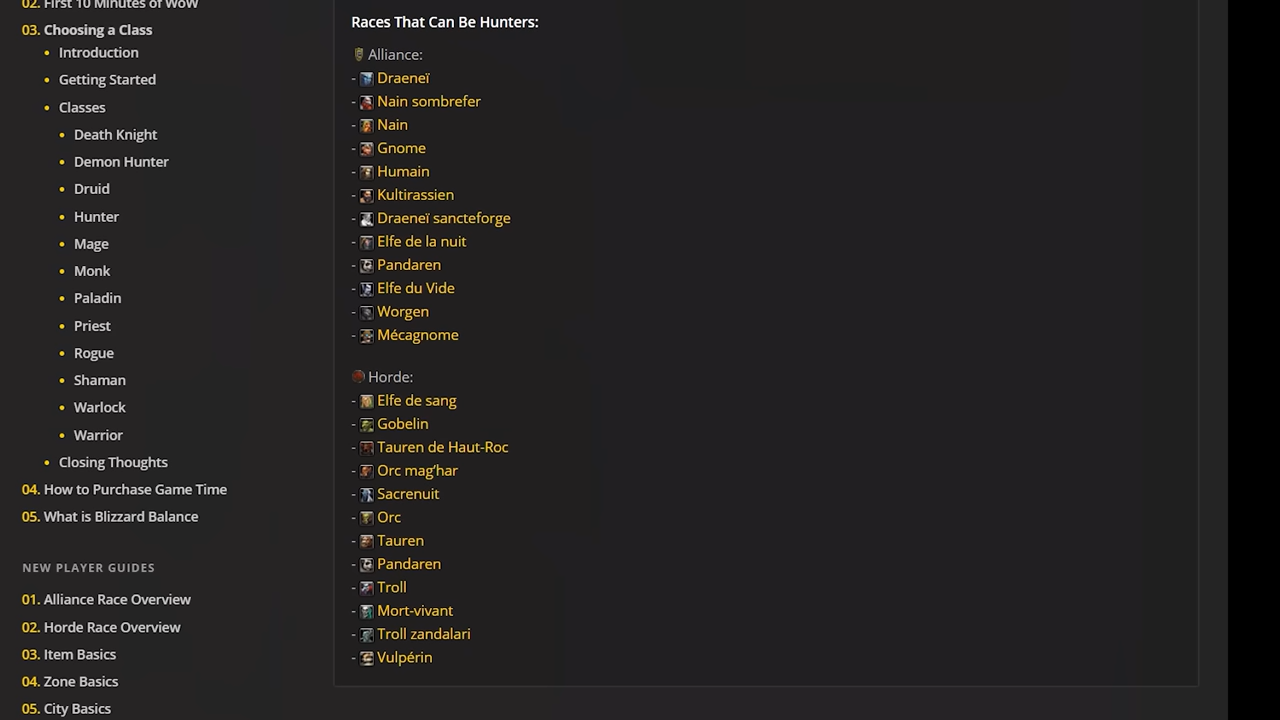 02. First 10 Minutes of WoW
03. Choosing a Class
Introduction
Getting Started
Classes
Death Knight
Demon Hunter
Druid
Hunter
Mage
Monk
Paladin
Priest
Rogue
Shaman
Warlock
Warrior
Closing Thoughts
04. How to Purchase Game Time
05. What is Blizzard Balance
NEW PLAYER GUIDES
01. Alliance Race Overview
02. Horde Race Overview
03. Item Basics
04. Zone Basics
05. City Basics
Races That Can Be Hunters:
Alliance:
- Draeneï
- Nain sombrefer
- Nain
- Gnome
- Humain
- Kultirassien
- Draeneï sancteforge
- Elfe de la nuit
- Pandaren
- Elfe du Vide
- Worgen
- Mécagnome
Horde:
- Elfe de sang
- Gobelin
- Tauren de Haut-Roc
- Orc mag’har
- Sacrenuit
- Orc
- Tauren
- Pandaren
- Troll
- Mort-vivant
- Troll zandalari
- Vulpérin